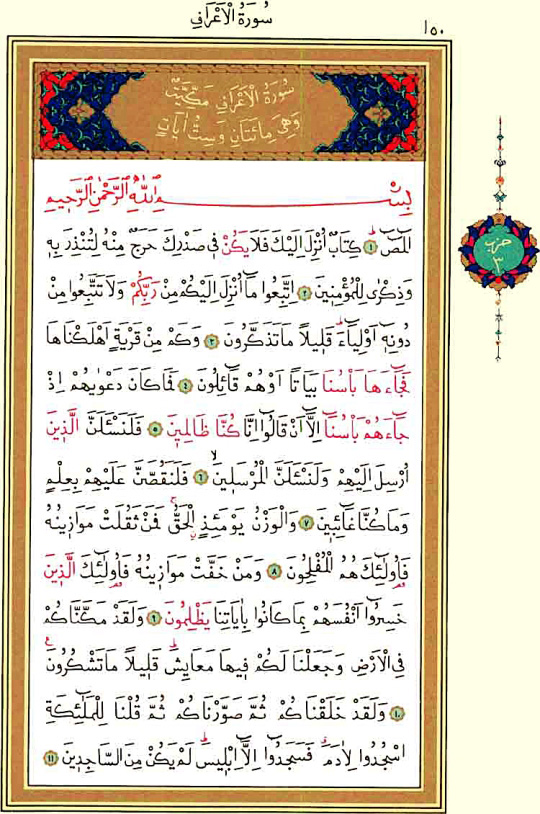 سُورَةُ الْاَعْرَافِ
١٥٠
سُورَةُ الْاَعْرَافِ مَكِّيَّةٌ
وَهِيَ مِائَتَانِ وَسِتُّ اٰيَاتٍ
بِسْمِ اللّٰهِ الرَّحْمٰنِ الرَّحِيمِ
حزب
٣
الٓمٓصٓ ۚ ﴿١﴾ كِتَابٌ اُنْزِلَ اِلَيْكَ فَلَا يَكُنْ فِي صَدْرِكَ حَرَجٌ مِنْهُ لِتُنْذِرَ بِه۪
وَذِكْرٰى لِلْمُؤْمِن۪ينَ ﴿٢﴾ اِتَّبِعُوا مَٓا اُنْزِلَ اِلَيْكُمْ مِنْ رَبِّكُمْ وَلَا تَتَّبِعُوا مِنْ
دُونِه۪ٓ اَوْلِيَٓاءَۜ قَل۪يلًا مَا تَذَكَّرُونَ ﴿٣﴾ وَكَمْ مِنْ قَرْيَةٍ اَهْلَكْنَاهَا
فَجَٓاءَهَا بَأْسُنَا بَيَاتًا اَوْ هُمْ قَٓائِلُونَ ﴿٤﴾ فَمَا كَانَ دَعْوٰيهُمْ اِذْ
جَٓاءَهُمْ بَأْسُنَٓا اِلَّٓا اَنْ قَالُٓوا اِنَّا كُنَّا ظَالِم۪ينَ ﴿٥﴾ فَلَنَسْـَٔلَنَّ الَّذ۪ينَ
اُرْسِلَ اِلَيْهِمْ وَلَنَسْـَٔلَنَّ الْمُرْسَل۪ينَۙ ﴿٦﴾ فَلَنَقُصَّنَّ عَلَيْهِمْ بِعِلْمٍ
وَمَا كُنَّا غَٓائِب۪ينَ ﴿٧﴾ وَالْوَزْنُ يَوْمَئِذٍ الْحَقُّۚ فَمَنْ ثَقُلَتْ مَوَاز۪ينُهُ
فَاُو۬لٰٓئِكَ هُمُ الْمُفْلِحُونَ ﴿٨﴾ وَمَنْ خَفَّتْ مَوَاز۪ينُهُ فَاُو۬لٰٓئِكَ الَّذ۪ينَ
خَسِرُٓوا اَنْفُسَهُمْ بِمَا كَانُوا بِاٰيَاتِنَا يَظْلِمُونَ ﴿٩﴾ وَلَقَدْ مَكَّنَّاكُمْ
فِي الْاَرْضِ وَجَعَلْنَا لَكُمْ ف۪يهَا مَعَايِشَۜ قَل۪يلًا مَا تَشْكُرُونَ۟
﴿١٠﴾ وَلَقَدْ خَلَقْنَاكُمْ ثُمَّ صَوَّرْنَاكُمْ ثُمَّ قُلْنَا لِلْمَلٰٓئِكَةِ
اسْجُدُوا لِاٰدَمَۗ فَسَجَدُٓوا اِلَّٓا اِبْل۪يسَۜ لَمْ يَكُنْ مِنَ السَّاجِد۪ينَ ﴿١١﴾